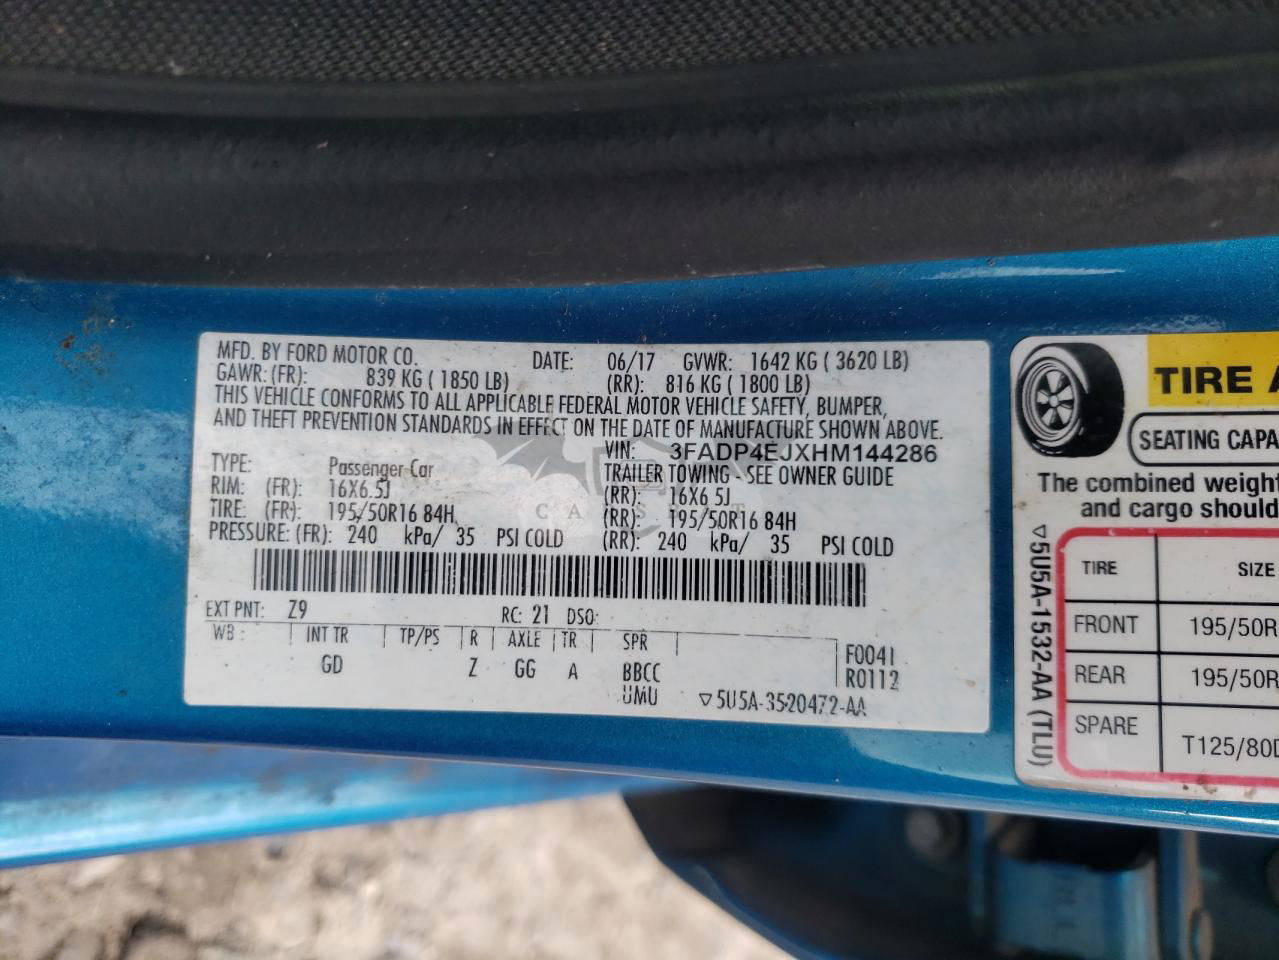 MFD. BY FORD MOTOR CO. DATE: 06/17 GVWR: 1642 KG ( 3620 LB)
GAWR: (FR): 839 KG ( 1850 LB) (RR): 816 KG ( 1800 LB)
THIS VEHICLE CONFORMS TO ALL APPLICABLE FEDERAL MOTOR VEHICLE SAFETY, BUMPER,
AND THEFT PREVENTION STANDARDS IN EFFECT ON THE DATE OF MANUFACTURE SHOWN ABOVE.
VIN: 3FADP4EJXHM144286
TYPE: Passenger Car TRAILER TOWING - SEE OWNER GUIDE
RIM: (FR): 16X6.5J (RR): 16X6.5J
TIRE: (FR): 195/50R16 84H (RR): 195/50R16 84H
PRESSURE: (FR): 240 kPa/ 35 PSI COLD (RR): 240 kPa/ 35 PSI COLD
EXT PNT: Z9 RC: 21 DSO:
WB: INT TR TP/PS R AXLE TR SPR
GD Z GG A BBCC
UMU
F0041
R0112
▽5U5A-3520472-AA
TIRE
SEATING CAPA
The combined weight
and cargo should
TIRE SIZE
FRONT 195/50R
REAR 195/50R
SPARE T125/80D
▽5U5A-1532-AA (TLU)